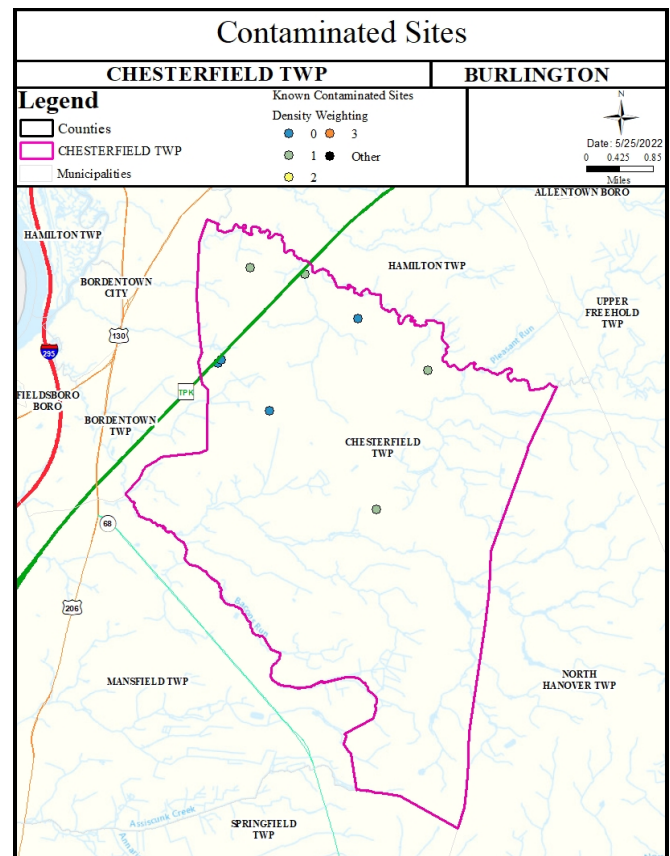 Contaminated Sites
CHESTERFIELD TWP
BURLINGTON
Legend
Counties
CHESTERFIELD TWP
Municipalities
Known Contaminated Sites
Density Weighting
0
3
1
Other
2
N
Date: 5/25/2022
0 0.425 0.85
Miles
ALLENTOWN BORO
HAMILTON TWP
HAMILTON TWP
BORDENTOWN
CITY
UPPER
FREEHOLD
TWP
130
Pleasant Run
295
TPK
FIELDSBORO
BORO
BORDENTOWN
TWP
CHESTERFIELD
TWP
68
206
MANSFIELD TWP
NORTH
HANOVER TWP
Assiscunk Creek
SPRINGFIELD
TWP